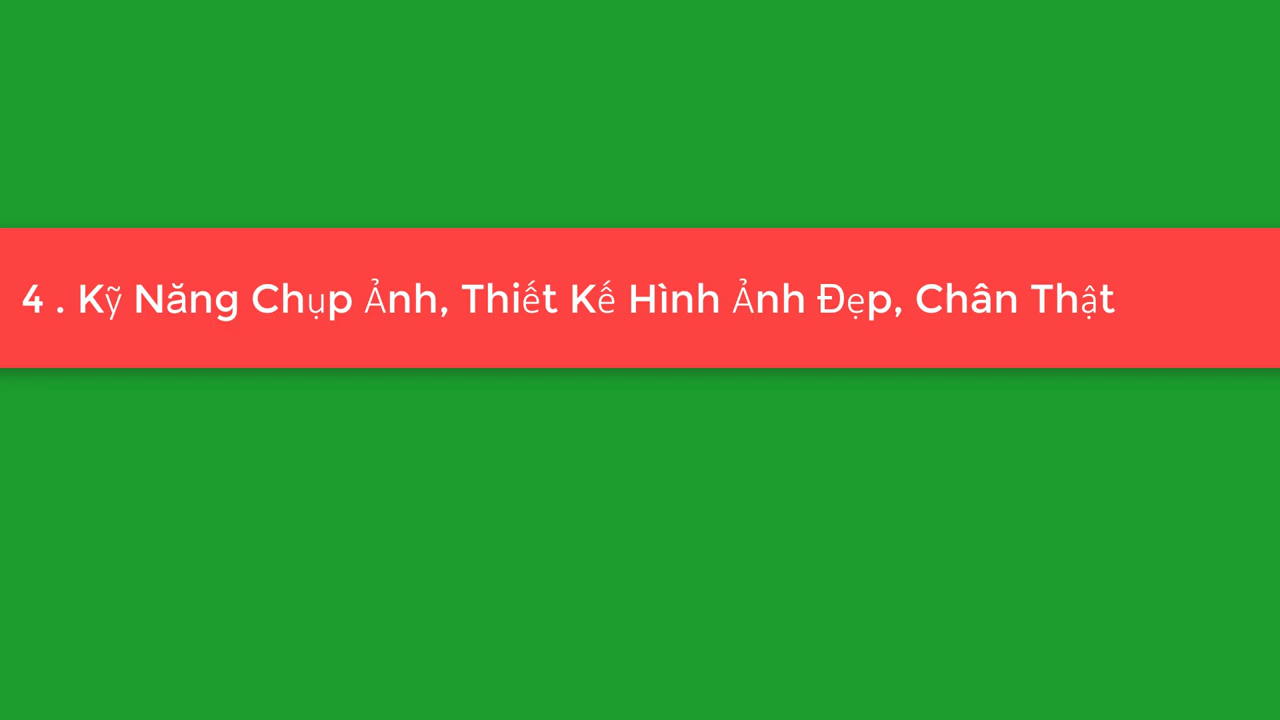 4 . Kỹ Năng Chụp Ảnh, Thiết Kế Hình Ảnh Đẹp, Chân Thật